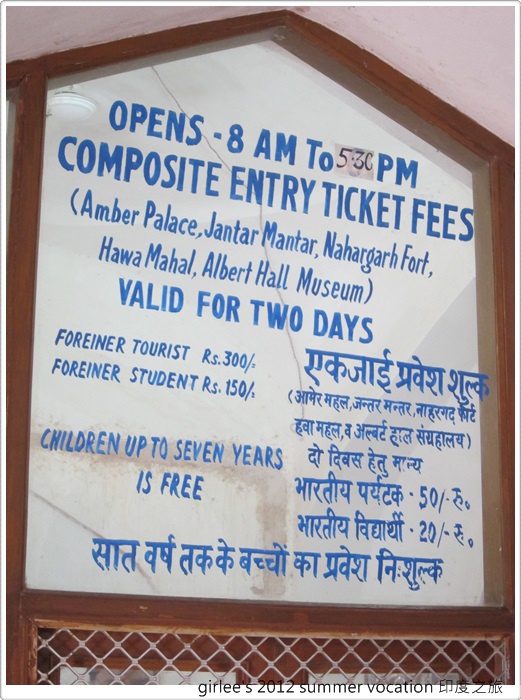 OPENS - 8 AM To 5:30 PM
COMPOSITE ENTRY TICKET FEES
(Amber Palace, Jantar Mantar, Nahargarh Fort,
Hawa Mahal, Albert Hall Museum)
VALID FOR TWO DAYS
FOREINER TOURIST Rs. 300/-
FOREINER STUDENT Rs. 150/-
CHILDREN UP TO SEVEN YEARS
IS FREE
एकजाई प्रवेश शुल्क
(आमेर महल, जन्तर मन्तर, नाहरगढ फोर्ट
हवा महल, व अल्बर्ट हाल संग्रहालय)
दो दिवस हेतु मान्य
भारतीय पर्यटक - 50/- रु.
भारतीय विद्यार्थी - 20/- रु.
सात वर्ष तक के बच्चों का प्रवेश निःशुल्क
girlee's 2012 summer vocation 印度之旅